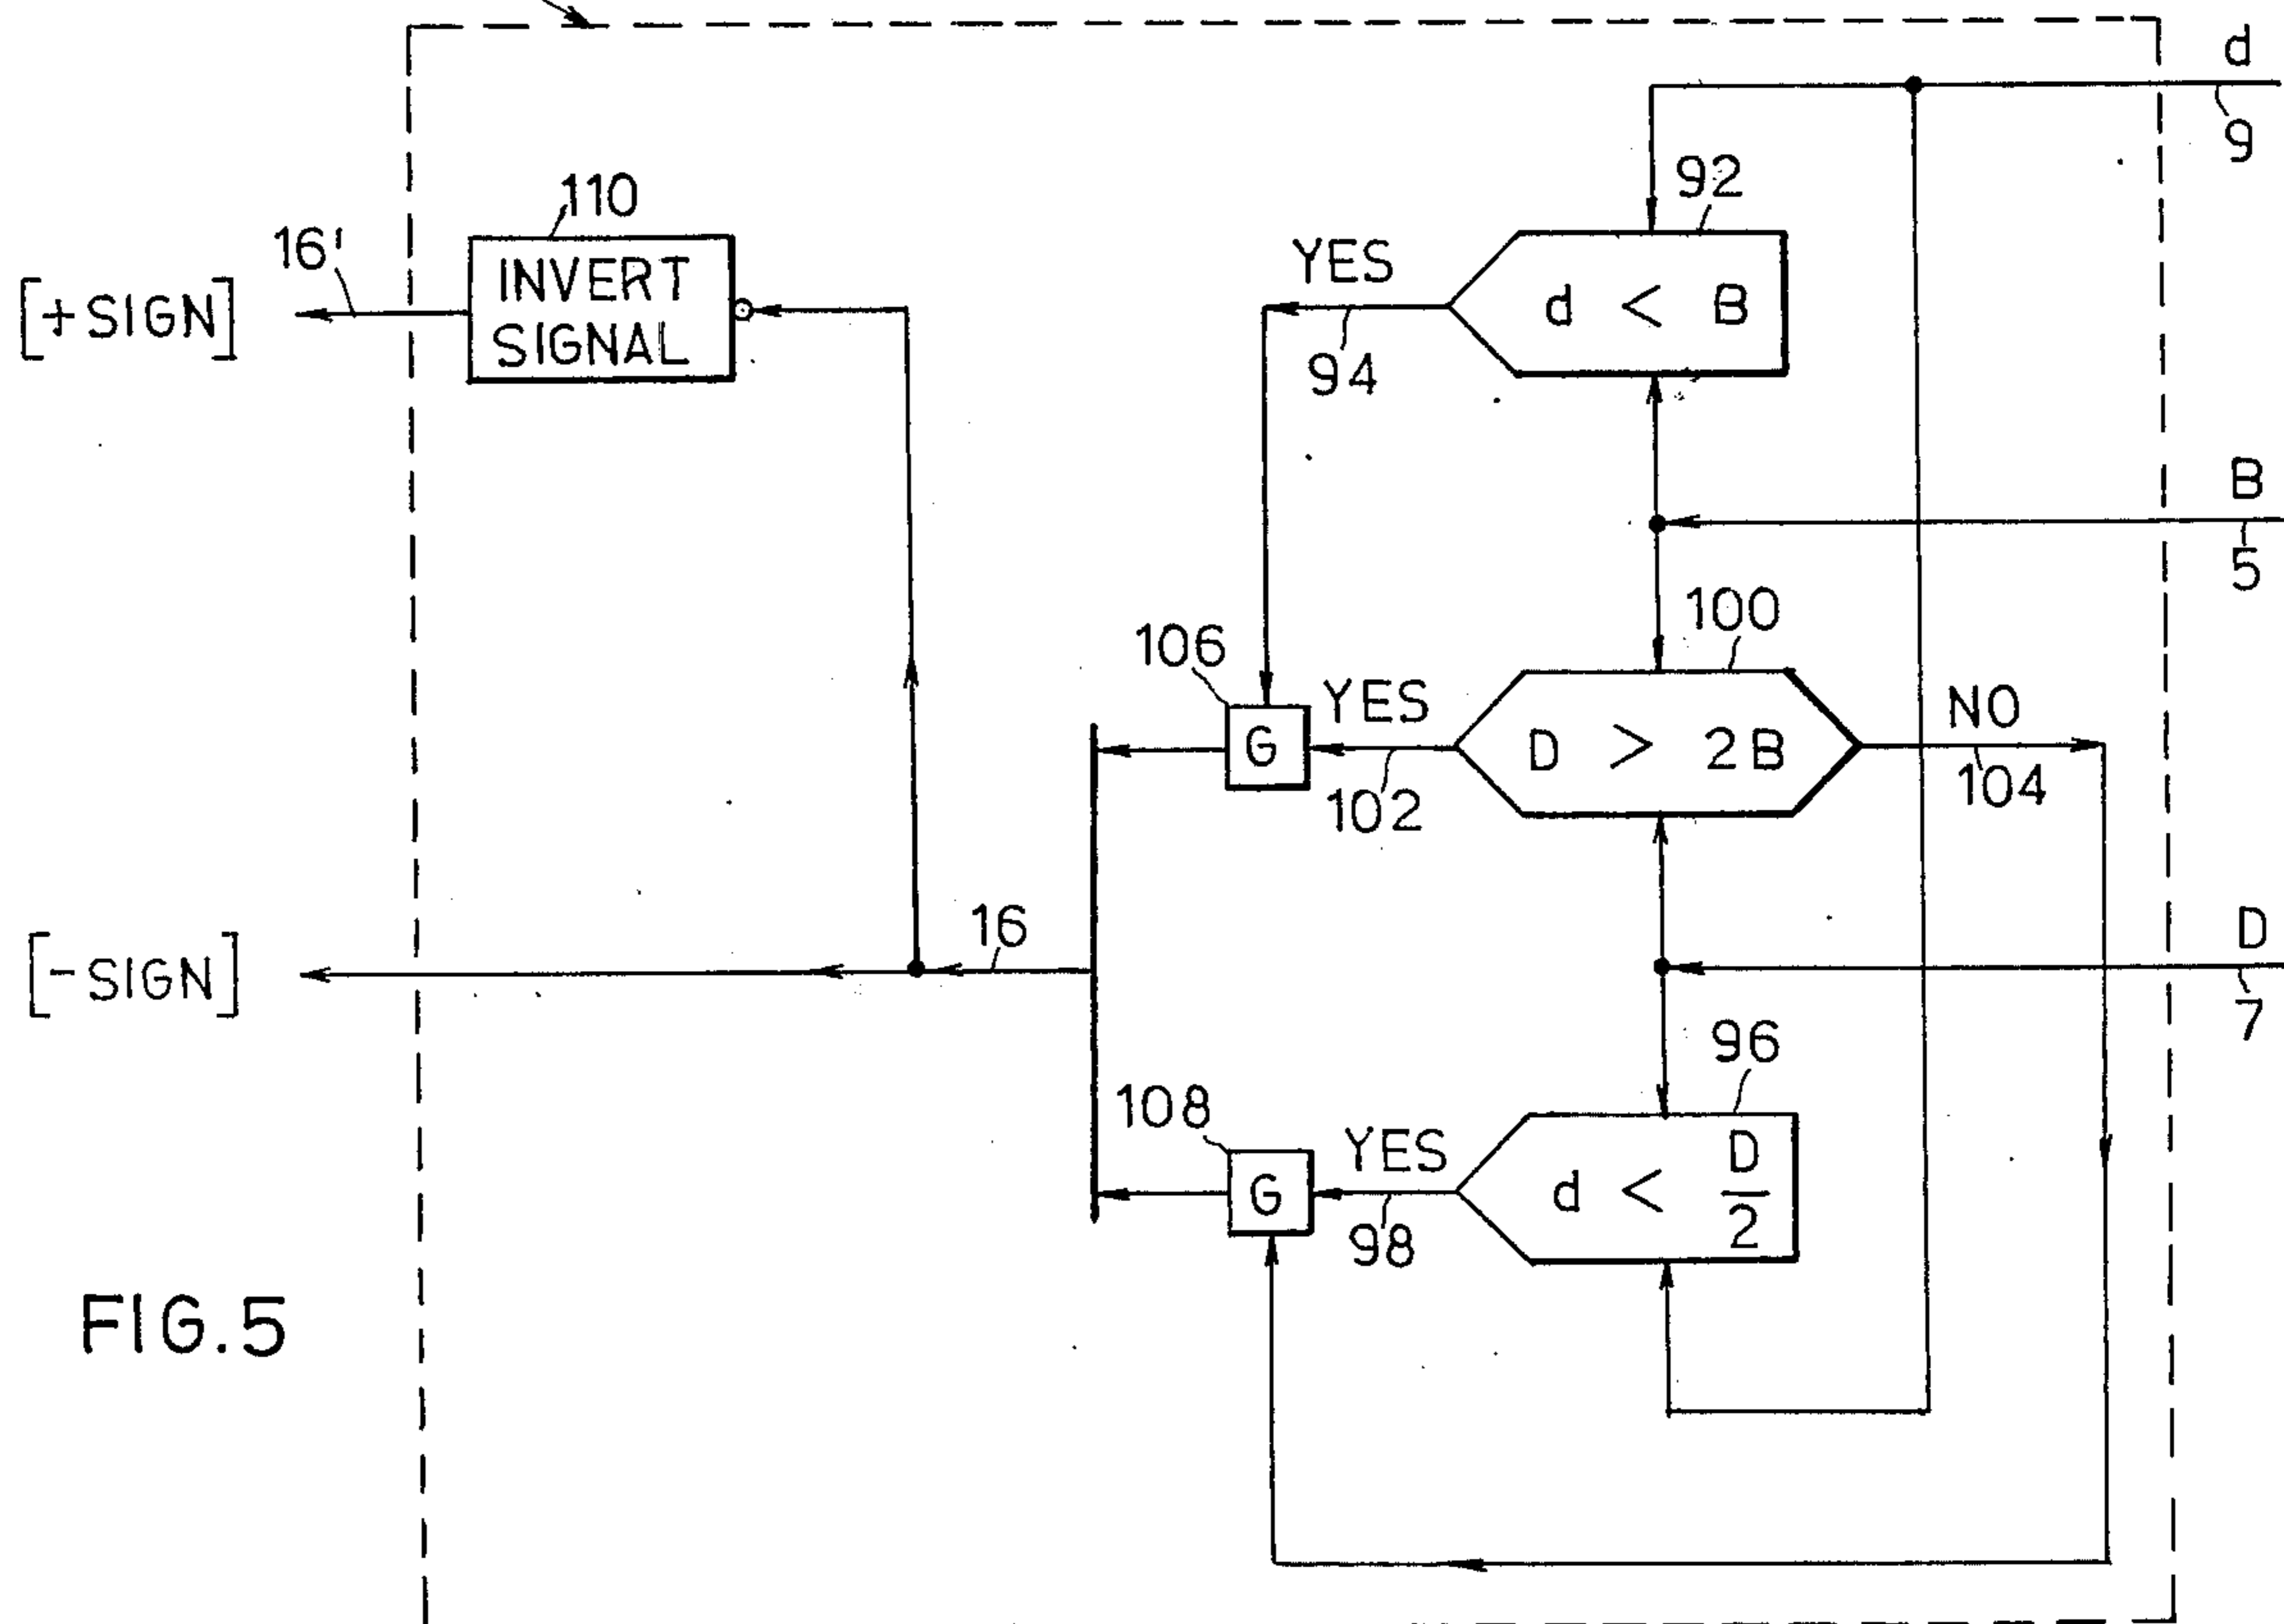 d
9
92
110
16'
YES
INVERT
SIGNAL
[+SIGN]
d < B
94
B
5
100
106
YES
NO
G
D > 2B
102
104
16
D
7
[-SIGN]
96
108
YES
G
d < D/2
98
FIG.5